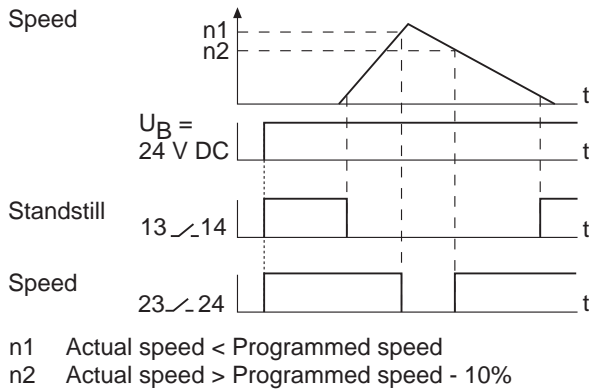 Speed
n1
n2
t
UB =
24 V DC
t
Standstill
13 14
t
Speed
23 24
t
n1 Actual speed < Programmed speed
n2 Actual speed > Programmed speed - 10%